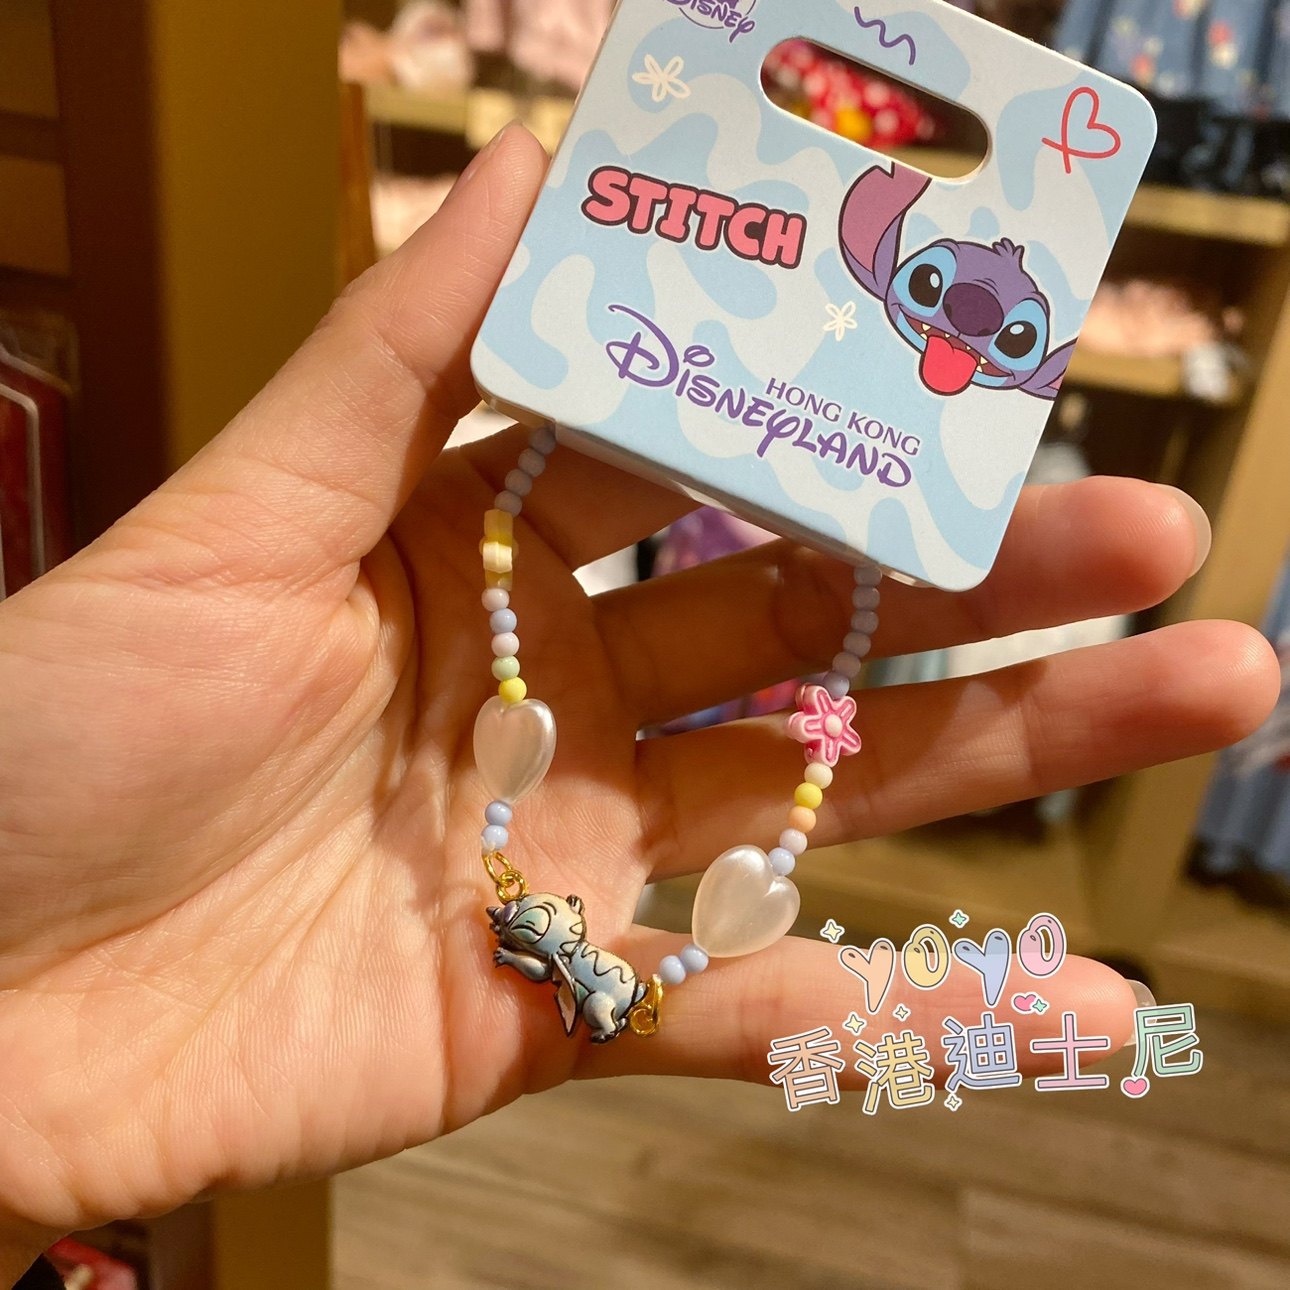 DISNEY
STITCH
HONG KONG
DISNEYLAND
YOYO
香港迪士尼